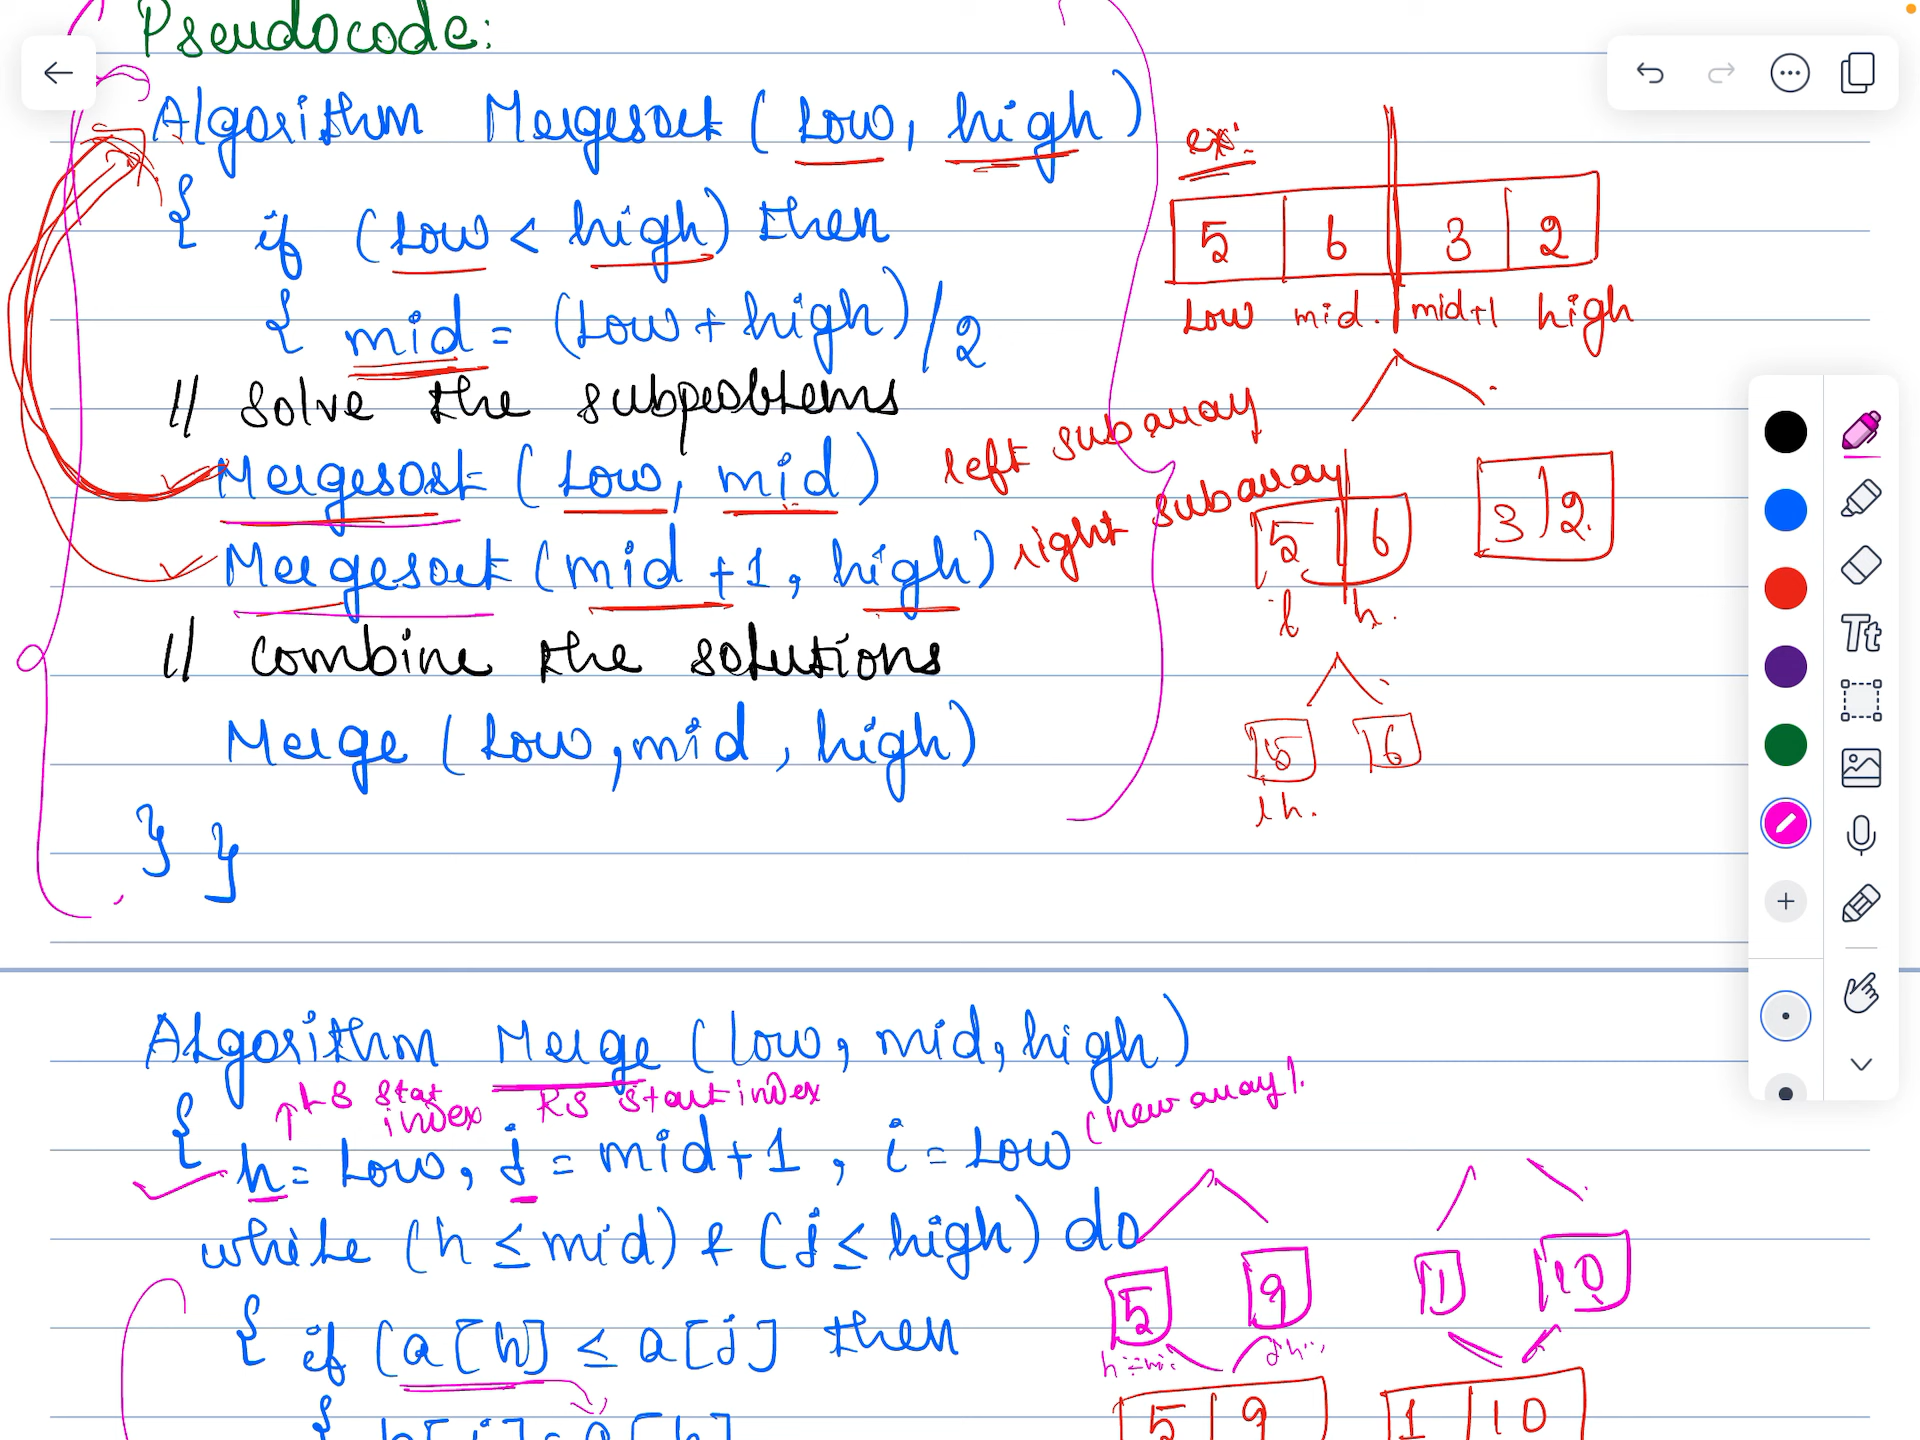 Pseudocode:
Algorithm Mergesort (Low, high)
{ if (Low < high) then
{ mid = (Low + high)/2
// solve the subproblems
Mergesort (Low, mid) left subarray
Mergesort (mid +1, high) right subarray
// combine the solutions
Merge (Low, mid, high)
} }
ex:
5 6 3 2
Low mid. mid+1 high
5 6 3 2.
l h.
5 6
l h.
Algorithm Merge (low, mid, high)
LS stat index RS start index (new array).
{ h = Low, j = mid+1, i = Low
while (h ≤ mid) & (j ≤ high) do
{ if (a[h] ≤ a[j] then
5 9 1 10
5 9 1 10
Tt